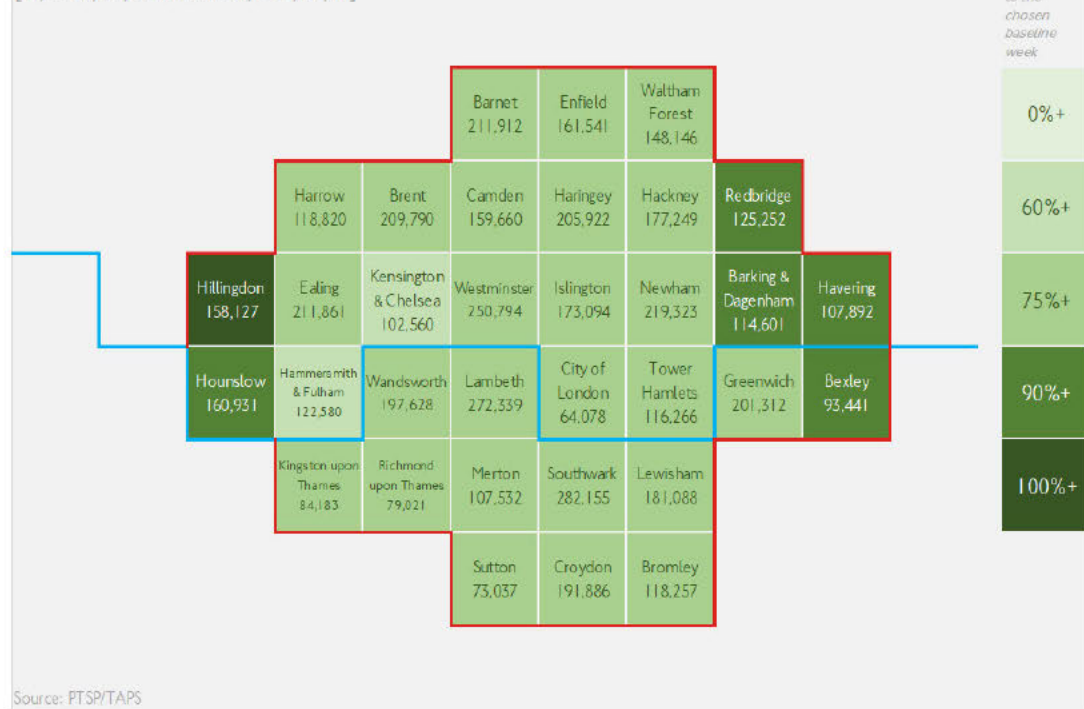 chosen
baseline
week
Barnet
211,912
Enfield
161,541
Waltham
Forest
148,146
0%+
Harrow
118,820
Brent
209,790
Camden
159,660
Haringey
205,922
Hackney
177,249
Redbridge
125,252
60%+
Hillingdon
158,127
Ealing
211,861
Kensington
& Chelsea
102,560
Westminster
250,794
Islington
173,094
Newham
219,323
Barking &
Dagenham
114,601
Havering
107,892
75%+
Hounslow
160,931
Hammersmith
& Fulham
122,580
Wandsworth
197,628
Lambeth
272,339
City of
London
64,078
Tower
Hamlets
116,266
Greenwich
201,312
Bexley
93,441
90%+
Kingston upon
Thames
84,183
Richmond
upon Thames
79,021
Merton
107,532
Southwark
282,155
Lewisham
181,088
100%+
Sutton
73,037
Croydon
191,886
Bromley
118,257
Source: PTSP/TAPS